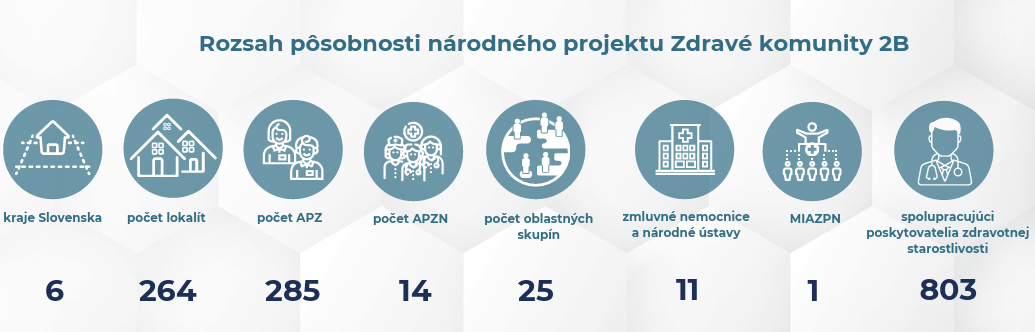 Rozsah pôsobnosti národného projektu Zdravé komunity 2B
kraje Slovenska
6
počet lokalít
264
počet APZ
285
počet APZN
14
počet oblastných
skupín
25
zmluvné nemocnice
a národné ústavy
11
MIAZPN
1
spolupracujúci
poskytovatelia zdravotnej
starostlivosti
803